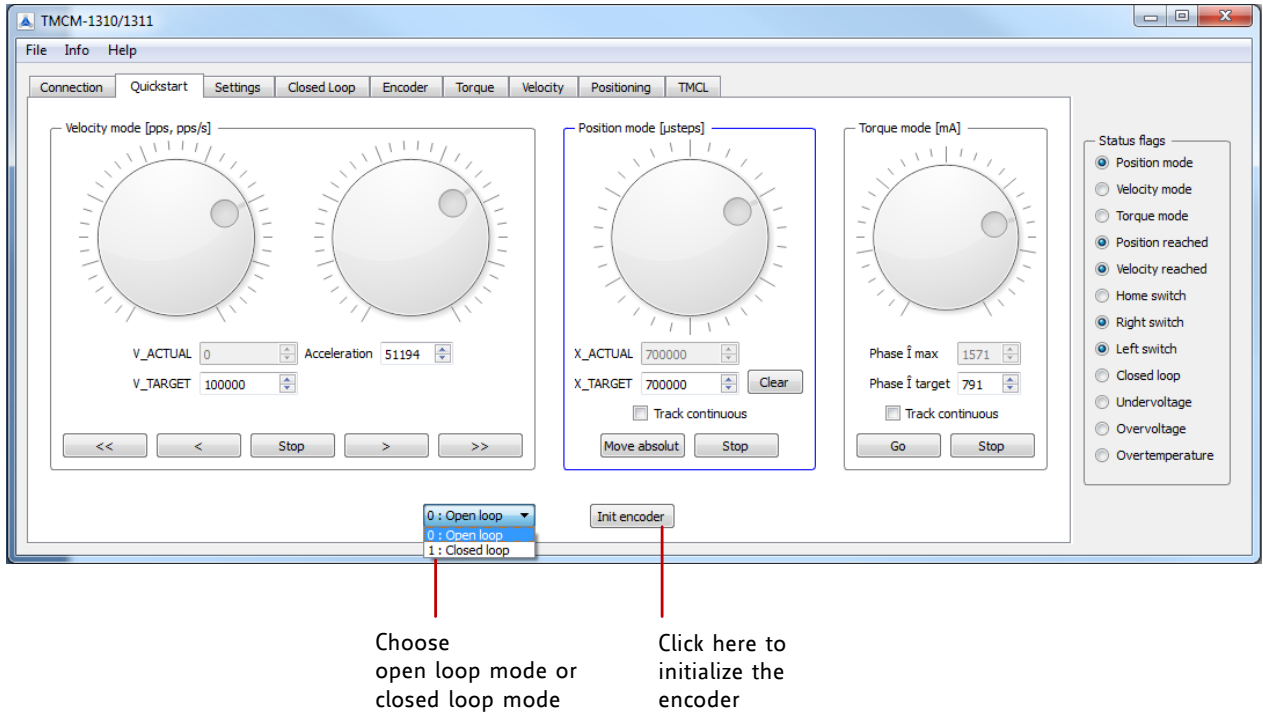 TMCM-1310/1311
File Info Help
Connection Quickstart Settings Closed Loop Encoder Torque Velocity Positioning TMCL
Velocity mode [pps, pps/s]
V_ACTUAL 0 Acceleration 51194
V_TARGET 100000
<< < Stop > >>
Position mode [µsteps]
X_ACTUAL 700000
X_TARGET 700000 Clear
Track continuous
Move absolut Stop
Torque mode [mA]
Phase Î max 1571
Phase Î target 791
Track continuous
Go Stop
Status flags
Position mode
Velocity mode
Torque mode
Position reached
Velocity reached
Home switch
Right switch
Left switch
Closed loop
Undervoltage
Overvoltage
Overtemperature
0 : Open loop
0 : Open loop
1 : Closed loop
Init encoder
Choose
open loop mode or
closed loop mode
Click here to
initialize the
encoder